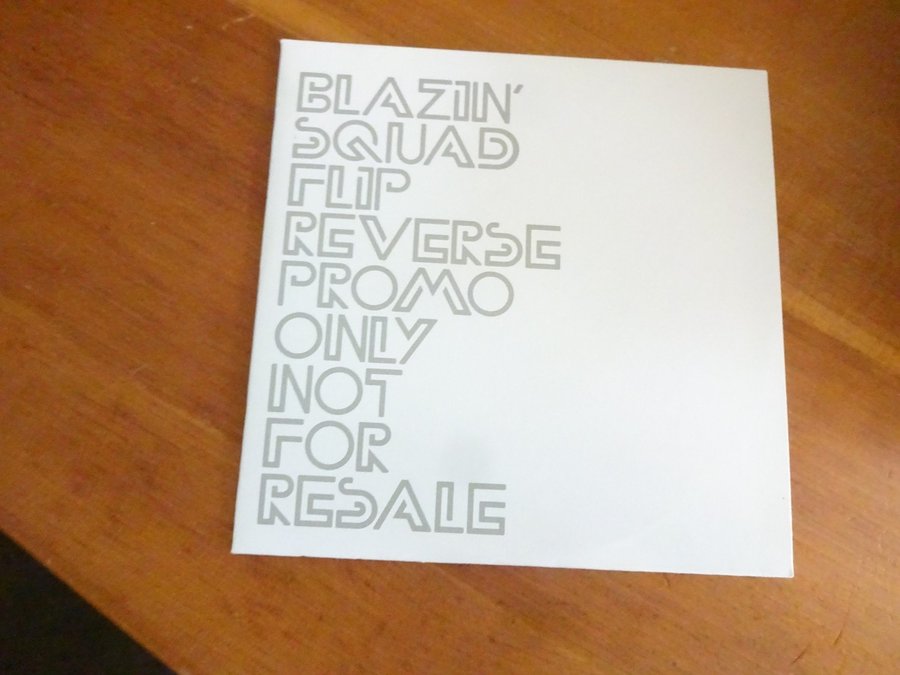 BLAZIN'
SQUAD
FLIP
REVERSE
PROMO
ONLY
NOT
FOR
RESALE